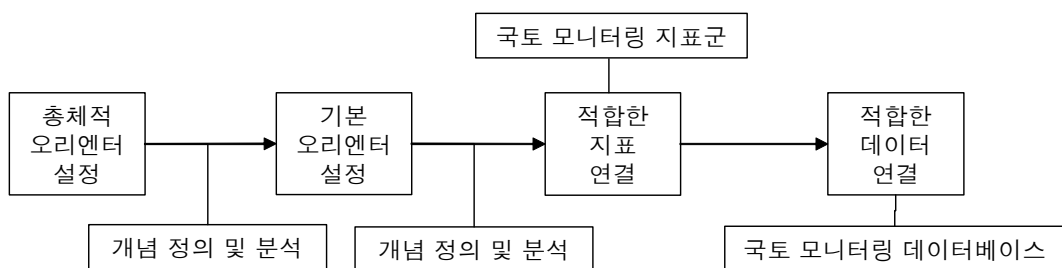 국토 모니터링 지표군
총체적
오리엔터
설정
기본
오리엔터
설정
적합한
지표
연결
적합한
데이터
연결
개념 정의 및 분석
개념 정의 및 분석
국토 모니터링 데이터베이스